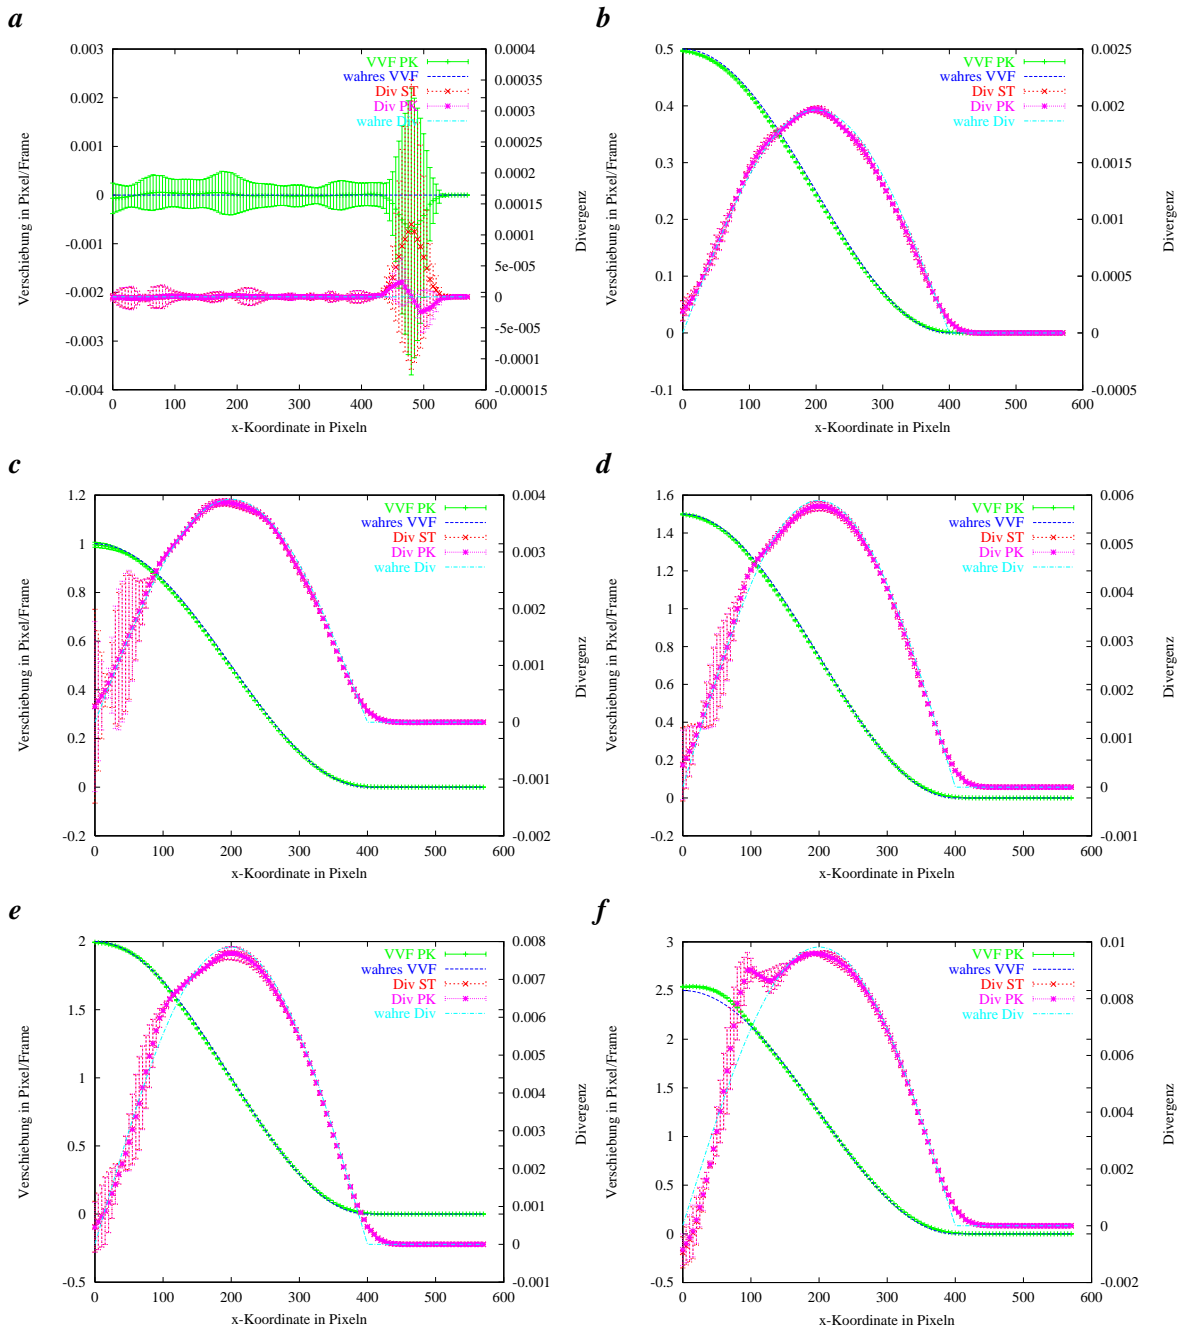 a
0.003
0.002
0.001
0
-0.001
-0.002
-0.003
-0.004
0.0004
0.00035
0.0003
0.00025
0.0002
0.00015
0.0001
5e-005
0
-5e-005
-0.0001
-0.00015
0 100 200 300 400 500 600
Verschiebung in Pixel/Frame
Divergenz
x-Koordinate in Pixeln
VVF PK
wahres VVF
Div ST
Div PK
wahre Div
b
0.5
0.4
0.3
0.2
0.1
0
-0.1
0.0025
0.002
0.0015
0.001
0.0005
0
-0.0005
0 100 200 300 400 500 600
Verschiebung in Pixel/Frame
Divergenz
x-Koordinate in Pixeln
VVF PK
wahres VVF
Div ST
Div PK
wahre Div
c
1.2
1
0.8
0.6
0.4
0.2
0
-0.2
0.004
0.003
0.002
0.001
0
-0.001
-0.002
0 100 200 300 400 500 600
Verschiebung in Pixel/Frame
Divergenz
x-Koordinate in Pixeln
VVF PK
wahres VVF
Div ST
Div PK
wahre Div
d
1.6
1.4
1.2
1
0.8
0.6
0.4
0.2
0
-0.2
0.006
0.005
0.004
0.003
0.002
0.001
0
-0.001
0 100 200 300 400 500 600
Verschiebung in Pixel/Frame
Divergenz
x-Koordinate in Pixeln
VVF PK
wahres VVF
Div ST
Div PK
wahre Div
e
2
1.5
1
0.5
0
-0.5
0.008
0.007
0.006
0.005
0.004
0.003
0.002
0.001
0
-0.001
0 100 200 300 400 500 600
Verschiebung in Pixel/Frame
Divergenz
x-Koordinate in Pixeln
VVF PK
wahres VVF
Div ST
Div PK
wahre Div
f
3
2.5
2
1.5
1
0.5
0
-0.5
0.01
0.008
0.006
0.004
0.002
0
-0.002
0 100 200 300 400 500 600
Verschiebung in Pixel/Frame
Divergenz
x-Koordinate in Pixeln
VVF PK
wahres VVF
Div ST
Div PK
wahre Div